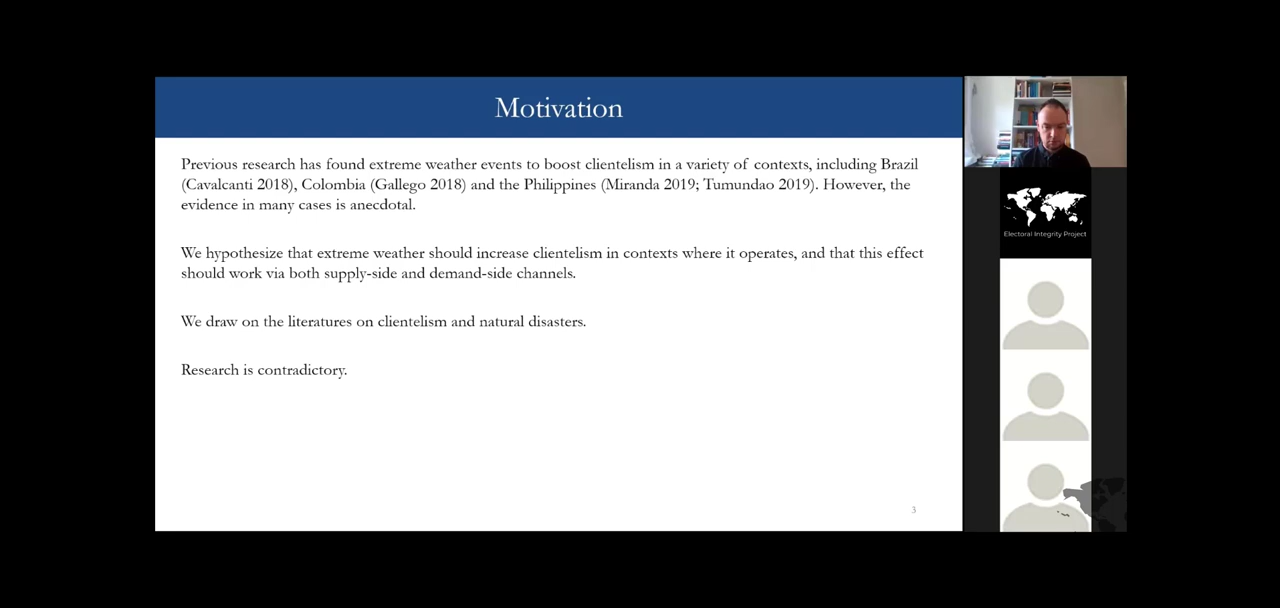 Motivation
Previous research has found extreme weather events to boost clientelism in a variety of contexts, including Brazil
(Cavalcanti 2018), Colombia (Gallego 2018) and the Philippines (Miranda 2019; Tumundao 2019). However, the
evidence in many cases is anecdotal.
We hypothesize that extreme weather should increase clientelism in contexts where it operates, and that this effect
should work via both supply-side and demand-side channels.
We draw on the literatures on clientelism and natural disasters.
Research is contradictory.
3
Electoral Integrity Project